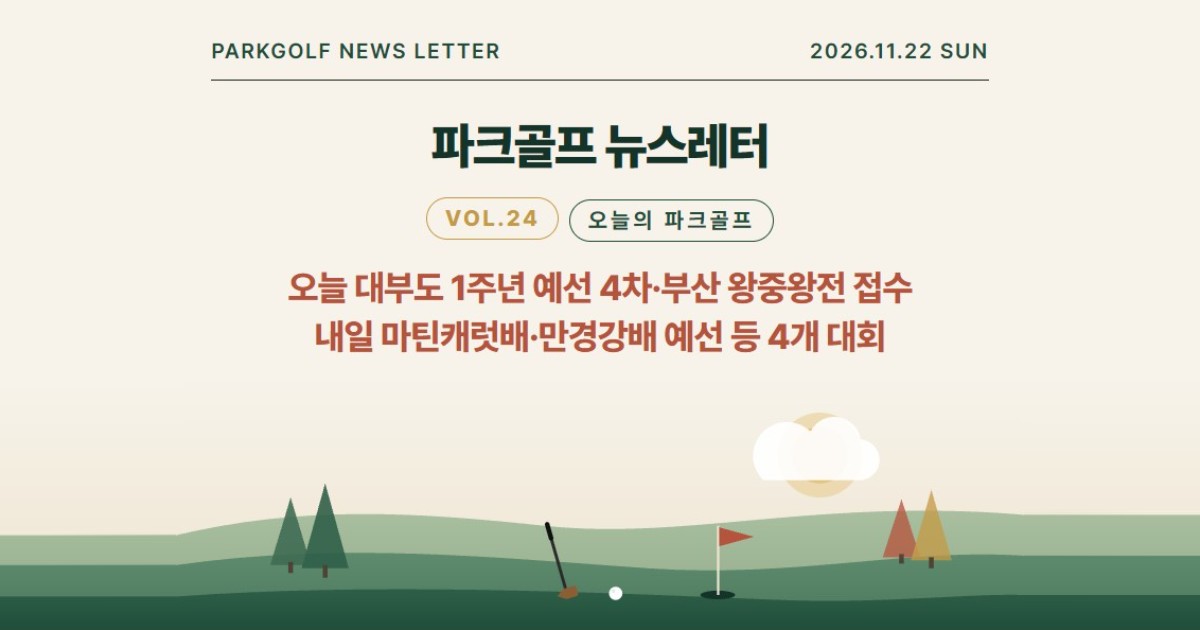 PARKGOLF NEWS LETTER
2026.11.22 SUN
파크골프 뉴스레터
VOL.24
오늘의 파크골프
오늘 대부도 1주년 예선 4차·부산 왕중왕전 접수
내일 마틴캐럿배·만경강배 예선 등 4개 대회